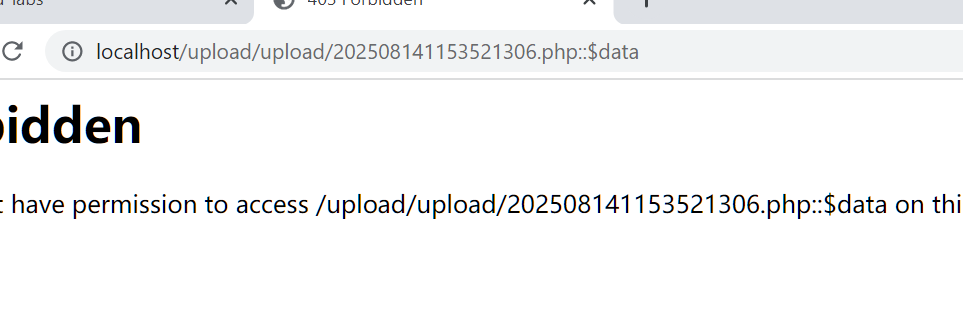 labs
403 Forbidden
localhost/upload/upload/202508141153521306.php::$data
bidden
t have permission to access /upload/upload/202508141153521306.php::$data on thi